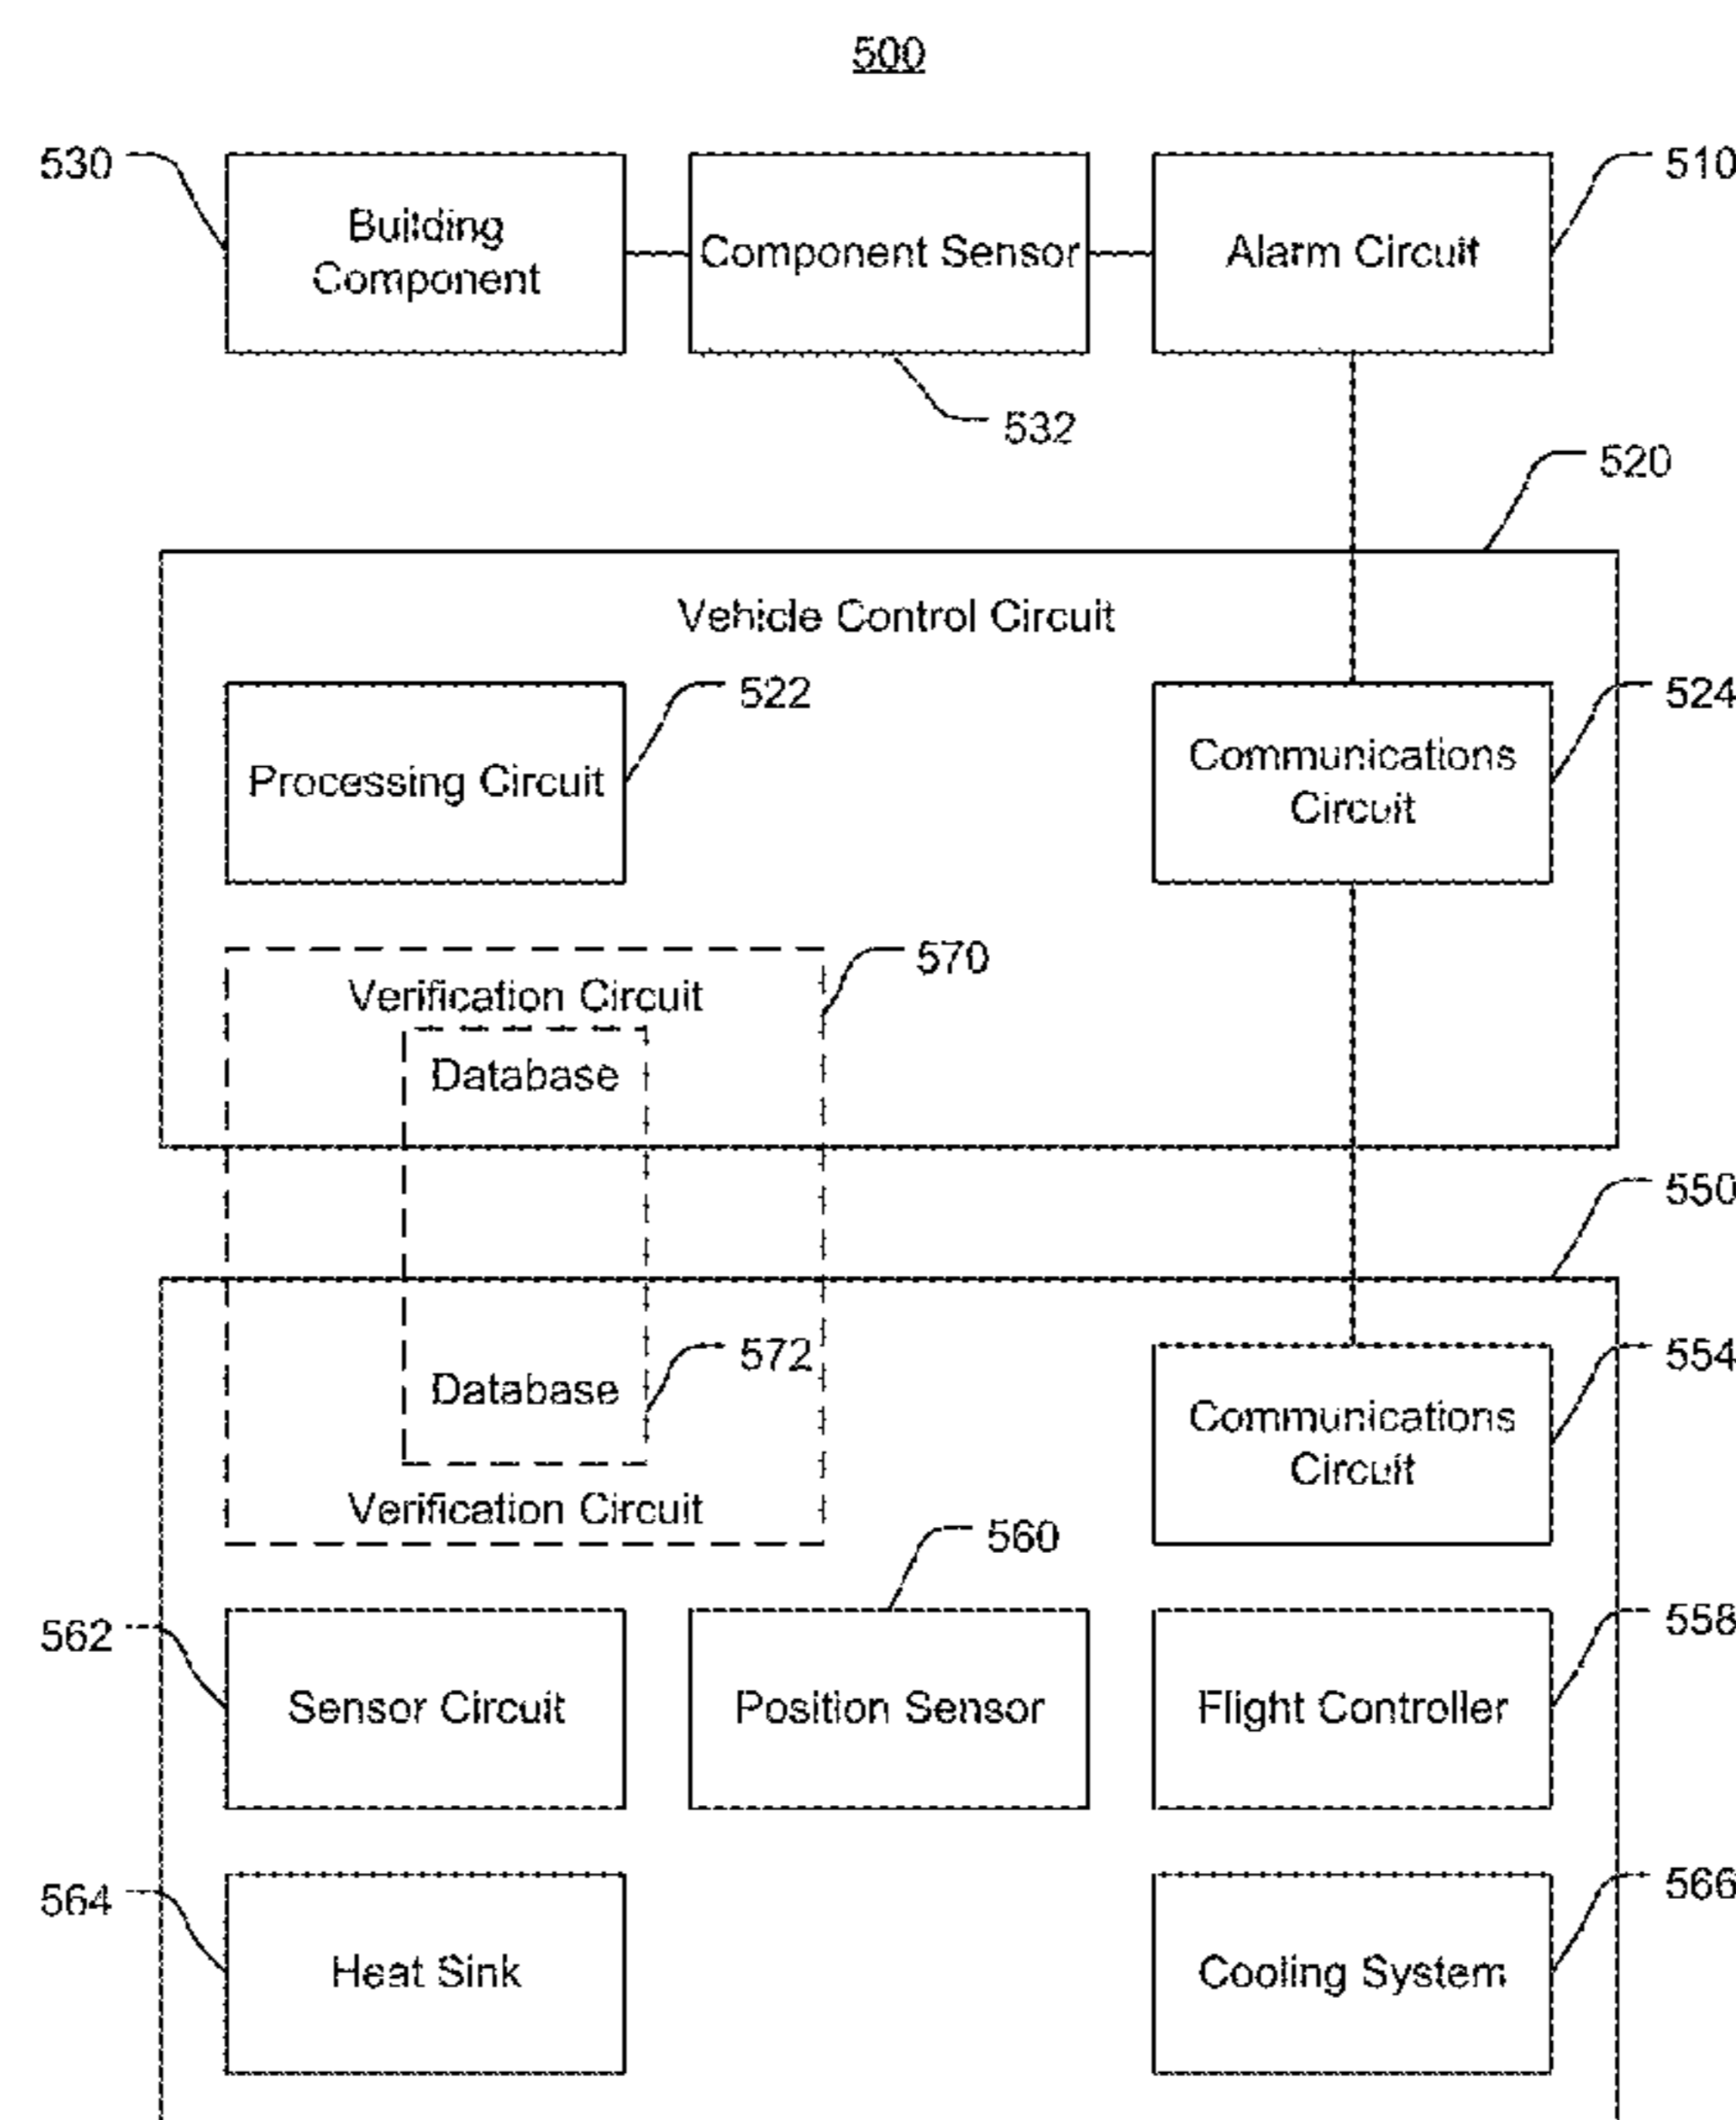 500
530
Building
Component
Component Sensor
Alarm Circuit
510
532
520
Vehicle Control Circuit
Processing Circuit
522
Communications
Circuit
524
570
Verification Circuit
Database
550
Database
572
Verification Circuit
Communications
Circuit
554
560
562
Sensor Circuit
Position Sensor
Flight Controller
558
564
Heat Sink
Cooling System
566